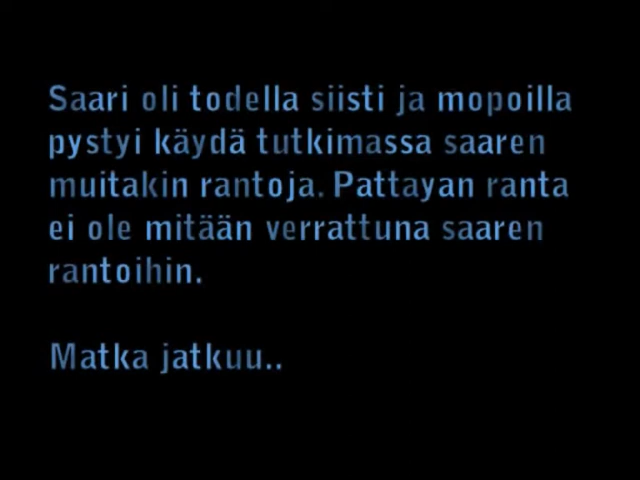 Saari oli todella siisti ja mopoilla
pystyi käydä tutkimassa saaren
muitakin rantoja. Pattayan ranta
ei ole mitään verrattuna saaren
rantoihin.
Matka jatkuu..